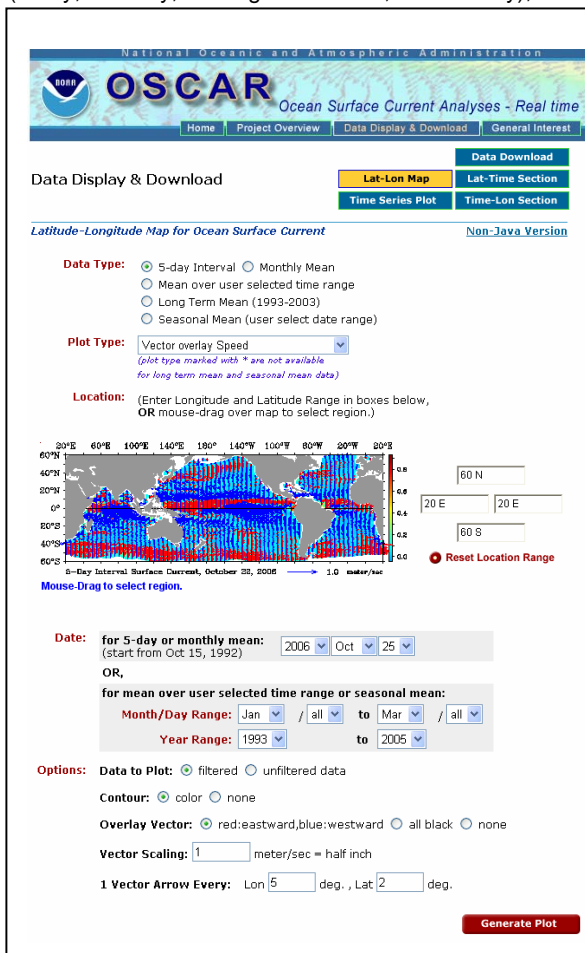 National Oceanic and Atmospheric Administration
NOAA
OSCAR
Ocean Surface Current Analyses - Real time
Home Project Overview Data Display & Download General Interest
Data Download
Data Display & Download Lat-Lon Map Lat-Time Section
Time Series Plot Time-Lon Section
Latitude-Longitude Map for Ocean Surface Current Non-Java Version
Data Type: 5-day Interval Monthly Mean
Mean over user selected time range
Long Term Mean (1993-2003)
Seasonal Mean (user select date range)
Plot Type: Vector overlay Speed
(plot type marked with * are not available
for long term mean and seasonal mean data)
Location: (Enter Longitude and Latitude Range in boxes below,
OR mouse-drag over map to select region.)
20°E 60°E 100°E 140°E 180° 140°W 100°W 60°W 20°W 20°E
60°N
40°N
20°N
0°
20°S
40°S
60°S
0.8
0.6
0.4
0.2
0.0
60 N
20 E 20 E
60 S
Reset Location Range
5-Day Interval Surface Current, October 22, 2006 1.0 meter/sec
Mouse-Drag to select region.
Date: for 5-day or monthly mean: 2006 Oct 25
(start from Oct 15, 1992)
OR,
for mean over user selected time range or seasonal mean:
Month/Day Range: Jan / all to Mar / all
Year Range: 1993 to 2005
Options: Data to Plot: filtered unfiltered data
Contour: color none
Overlay Vector: red:eastward,blue:westward all black none
Vector Scaling: 1 meter/sec = half inch
1 Vector Arrow Every: Lon 5 deg. , Lat 2 deg.
Generate Plot